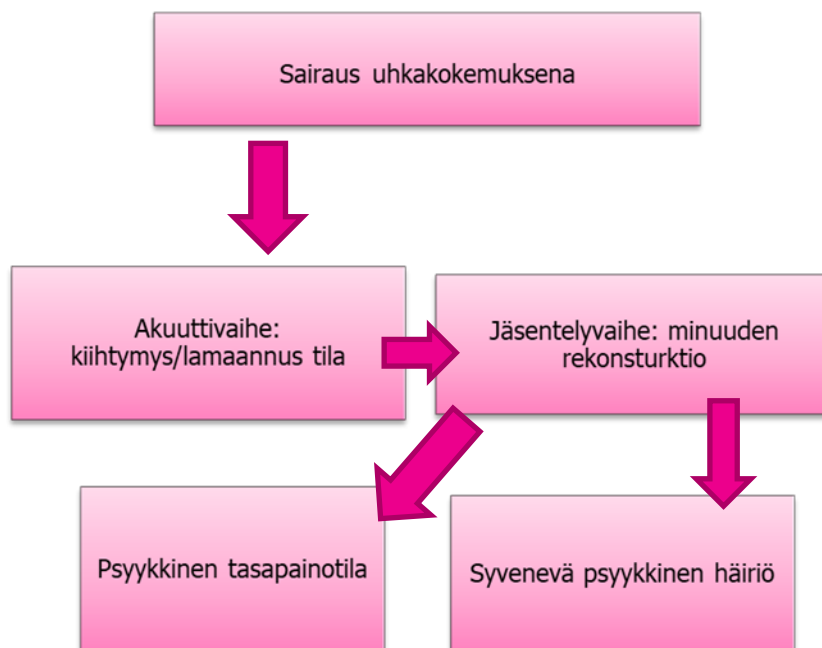 Sairaus uhkakokemuksena
Akuuttivaihe:
kiihtymys/lamaannus tila
Jäsentelyvaihe: minuuden
rekonsturktio
Psyykkinen tasapainotila
Syvenevä psyykkinen häiriö